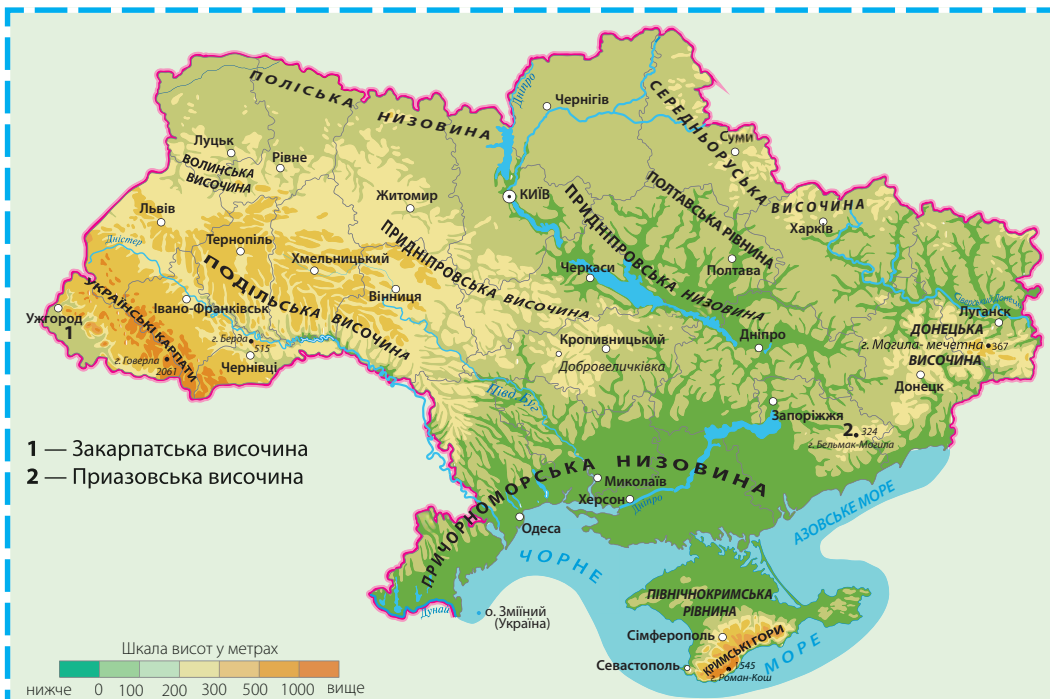 ПОЛІСЬКА НИЗОВИНА
Дніпро
Чернігів
СЕРЕДНЬОРУСЬКА ВИСОЧИНА
Суми
Луцьк
Рівне
ВОЛИНСЬКА
ВИСОЧИНА
Житомир
КИЇВ
ПРИДНІПРОВСЬКА НИЗОВИНА
ПОЛТАВСЬКА РІВНИНА
Харків
Львів
Дністер
Тернопіль
Хмельницький
ПРИДНІПРОВСЬКА ВИСОЧИНА
Черкаси
Полтава
ПОДІЛЬСЬКА ВИСОЧИНА
Вінниця
Сіверський Донець
Луганск
УКРАЇНСЬКІ КАРПАТИ
Івано-Франківськ
Ужгород
1
г. Берда
515
г. Говерла
2061
Чернівці
Кропивницький
Добровеличківка
Дніпро
ДОНЕЦЬКА
г. Могила- мечетна 367
ВИСОЧИНА
Донецк
Півд. Буг
Запоріжжя
2. 324
г. Бельмак-Могила
1 — Закарпатська височина
2 — Приазовська височина
ПРИЧОРНОМОРСЬКА НИЗОВИНА
Миколаїв
Херсон
Дніпро
Одеса
АЗОВСЬКЕ МОРЕ
ЧОРНЕ МОРЕ
Дунай
о. Зміїний
(Україна)
ПІВНІЧНОКРИМСЬКА
РІВНИНА
Сімферополь
КРИМСЬКІ ГОРИ
Севастополь
1545
г. Роман-Кош
Шкала висот у метрах
нижче 0 100 200 300 500 1000 вище